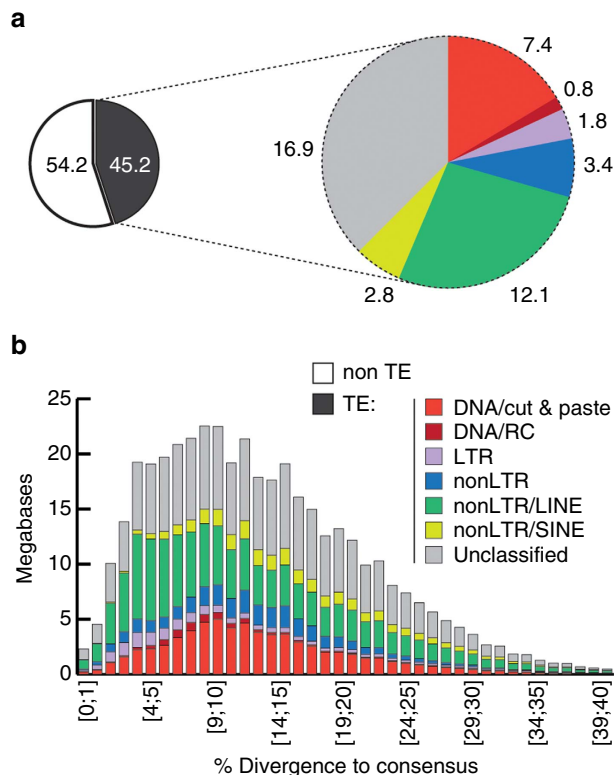 a
7.4
0.8
1.8
3.4
12.1
2.8
16.9
54.2 45.2
b
non TE
TE:
DNA/cut & paste
DNA/RC
LTR
nonLTR
nonLTR/LINE
nonLTR/SINE
Unclassified
Megabases
25
20
15
10
5
0
[0;1]
[4;5]
[9;10]
[14;15]
[19;20]
[24;25]
[29;30]
[34;35]
[39;40]
% Divergence to consensus